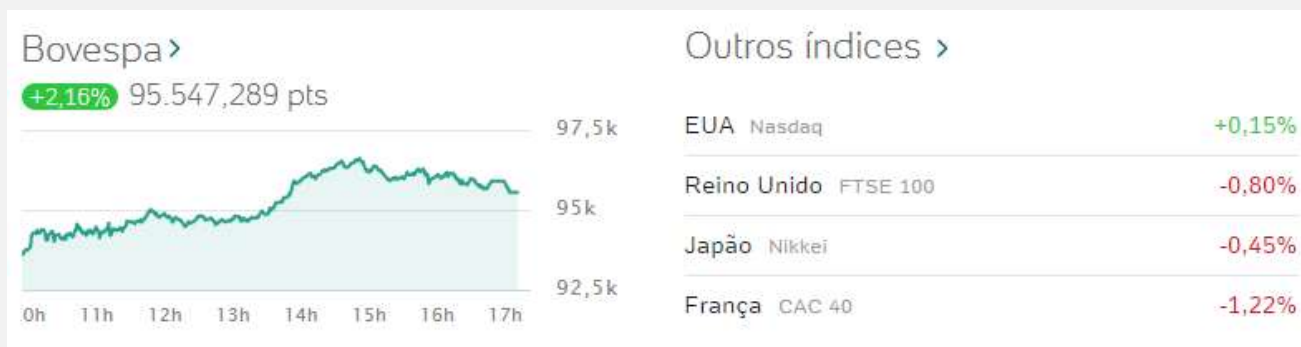 Bovespa >
+2,16% 95.547,289 pts
97,5k
95k
92,5k
0h 11h 12h 13h 14h 15h 16h 17h
Outros índices >
EUA Nasdaq +0,15%
Reino Unido FTSE 100 -0,80%
Japão Nikkei -0,45%
França CAC 40 -1,22%